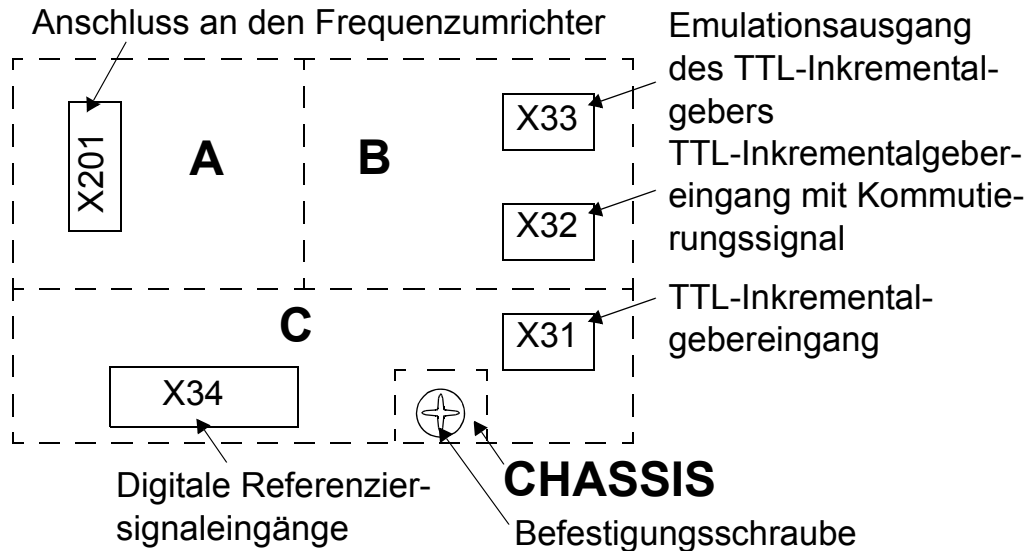 Anschluss an den Frequenzumrichter
X201
A
B
X33
Emulationsausgang
des TTL-Inkremental-
gebers
X32
TTL-Inkrementalgeber-
eingang mit Kommutie-
rungssignal
C
X31
TTL-Inkremental-
gebereingang
X34
Digitale Referenzier-
signaleingänge
CHASSIS
Befestigungsschraube